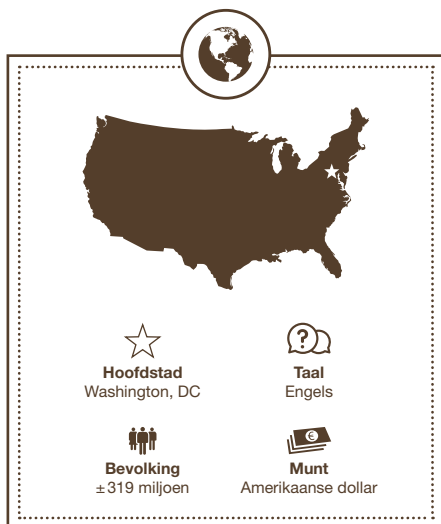 Hoofdstad
Washington, DC
Taal
Engels
Bevolking
±319 miljoen
Munt
Amerikaanse dollar